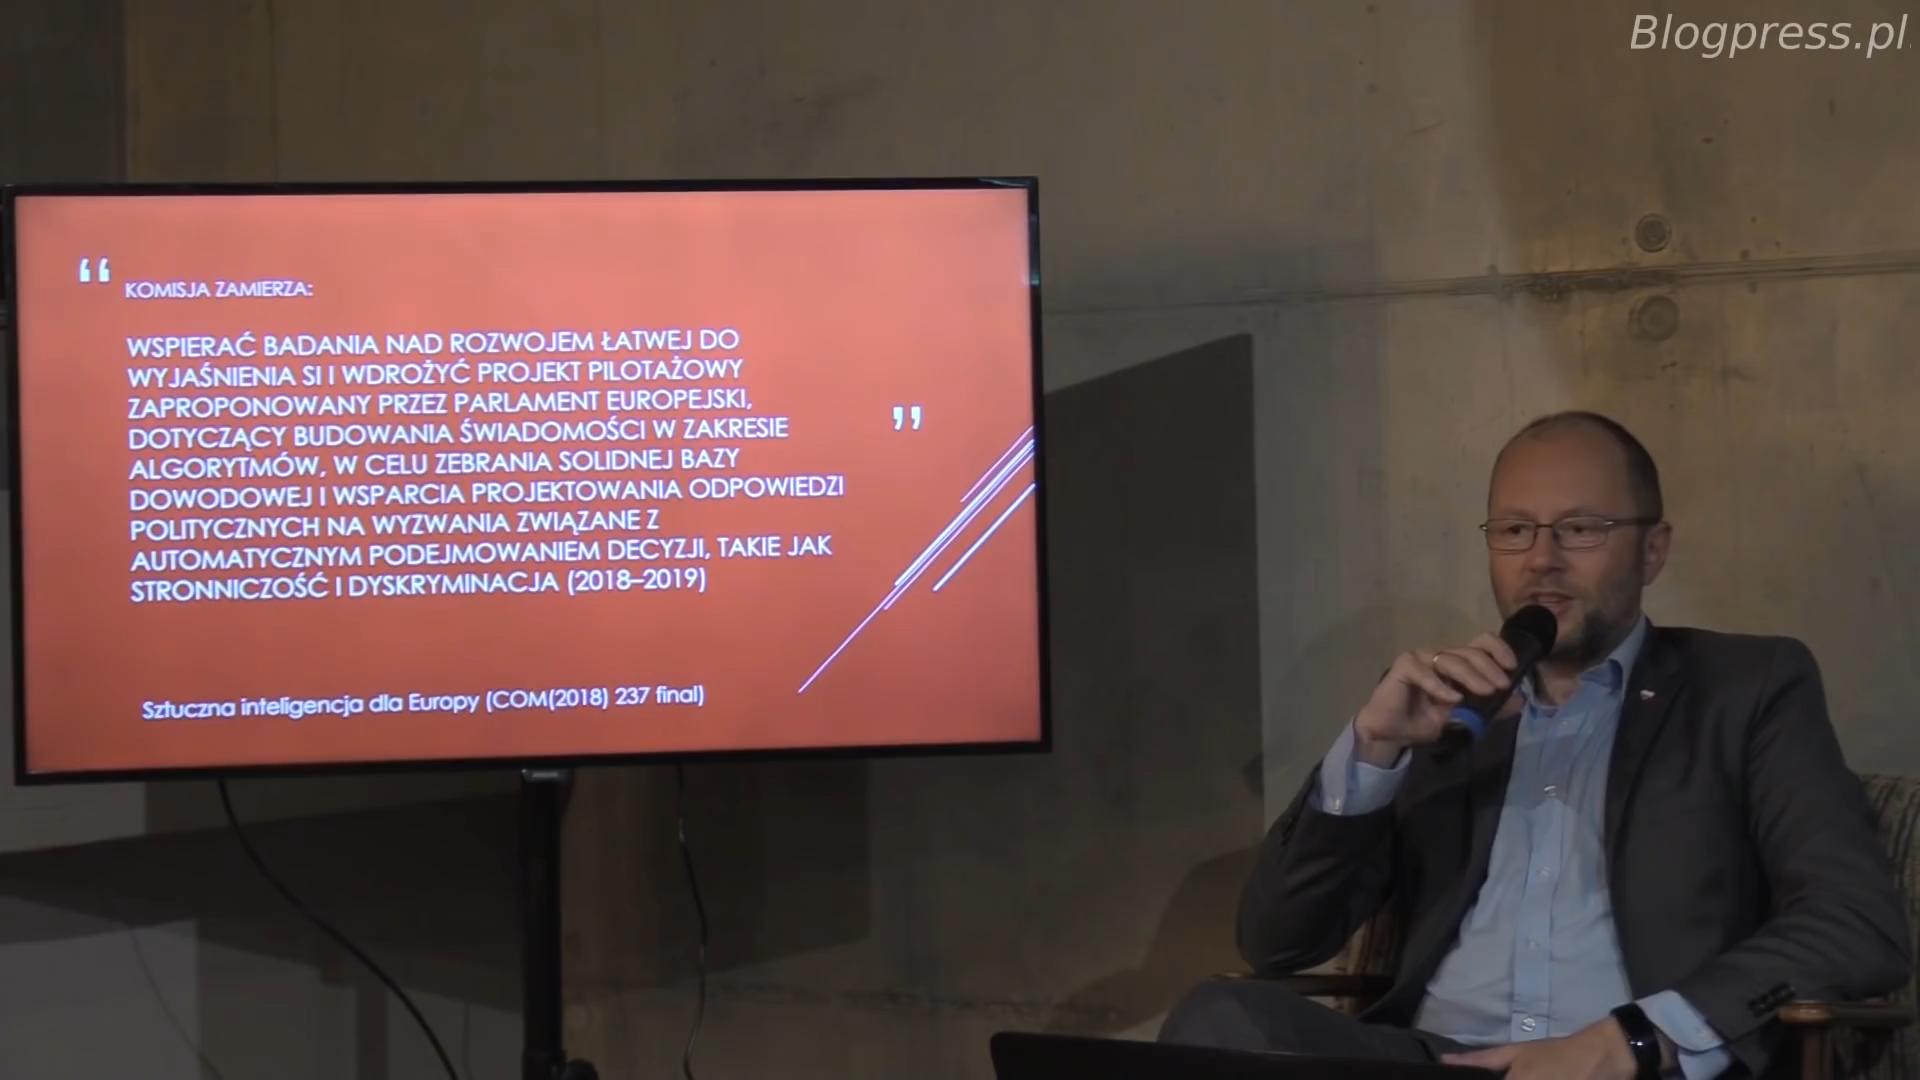 Blogpress.pl
“
KOMISJA ZAMIERZA:
WSPIERAĆ BADANIA NAD ROZWOJEM ŁATWEJ DO
WYJAŚNIENIA SI I WDROŻYĆ PROJEKT PILOTAŻOWY
ZAPROPONOWANY PRZEZ PARLAMENT EUROPEJSKI,
DOTYCZĄCY BUDOWANIA ŚWIADOMOŚCI W ZAKRESIE
ALGORYTMÓW, W CELU ZEBRANIA SOLIDNEJ BAZY
DOWODOWEJ I WSPARCIA PROJEKTOWANIA ODPOWIEDZI
POLITYCZNYCH NA WYZWANIA ZWIĄZANE Z
AUTOMATYCZNYM PODEJMOWANIEM DECYZJI, TAKIE JAK
STRONNICZOŚĆ I DYSKRYMINACJA (2018–2019)
”
Sztuczna inteligencja dla Europy (COM(2018) 237 final)